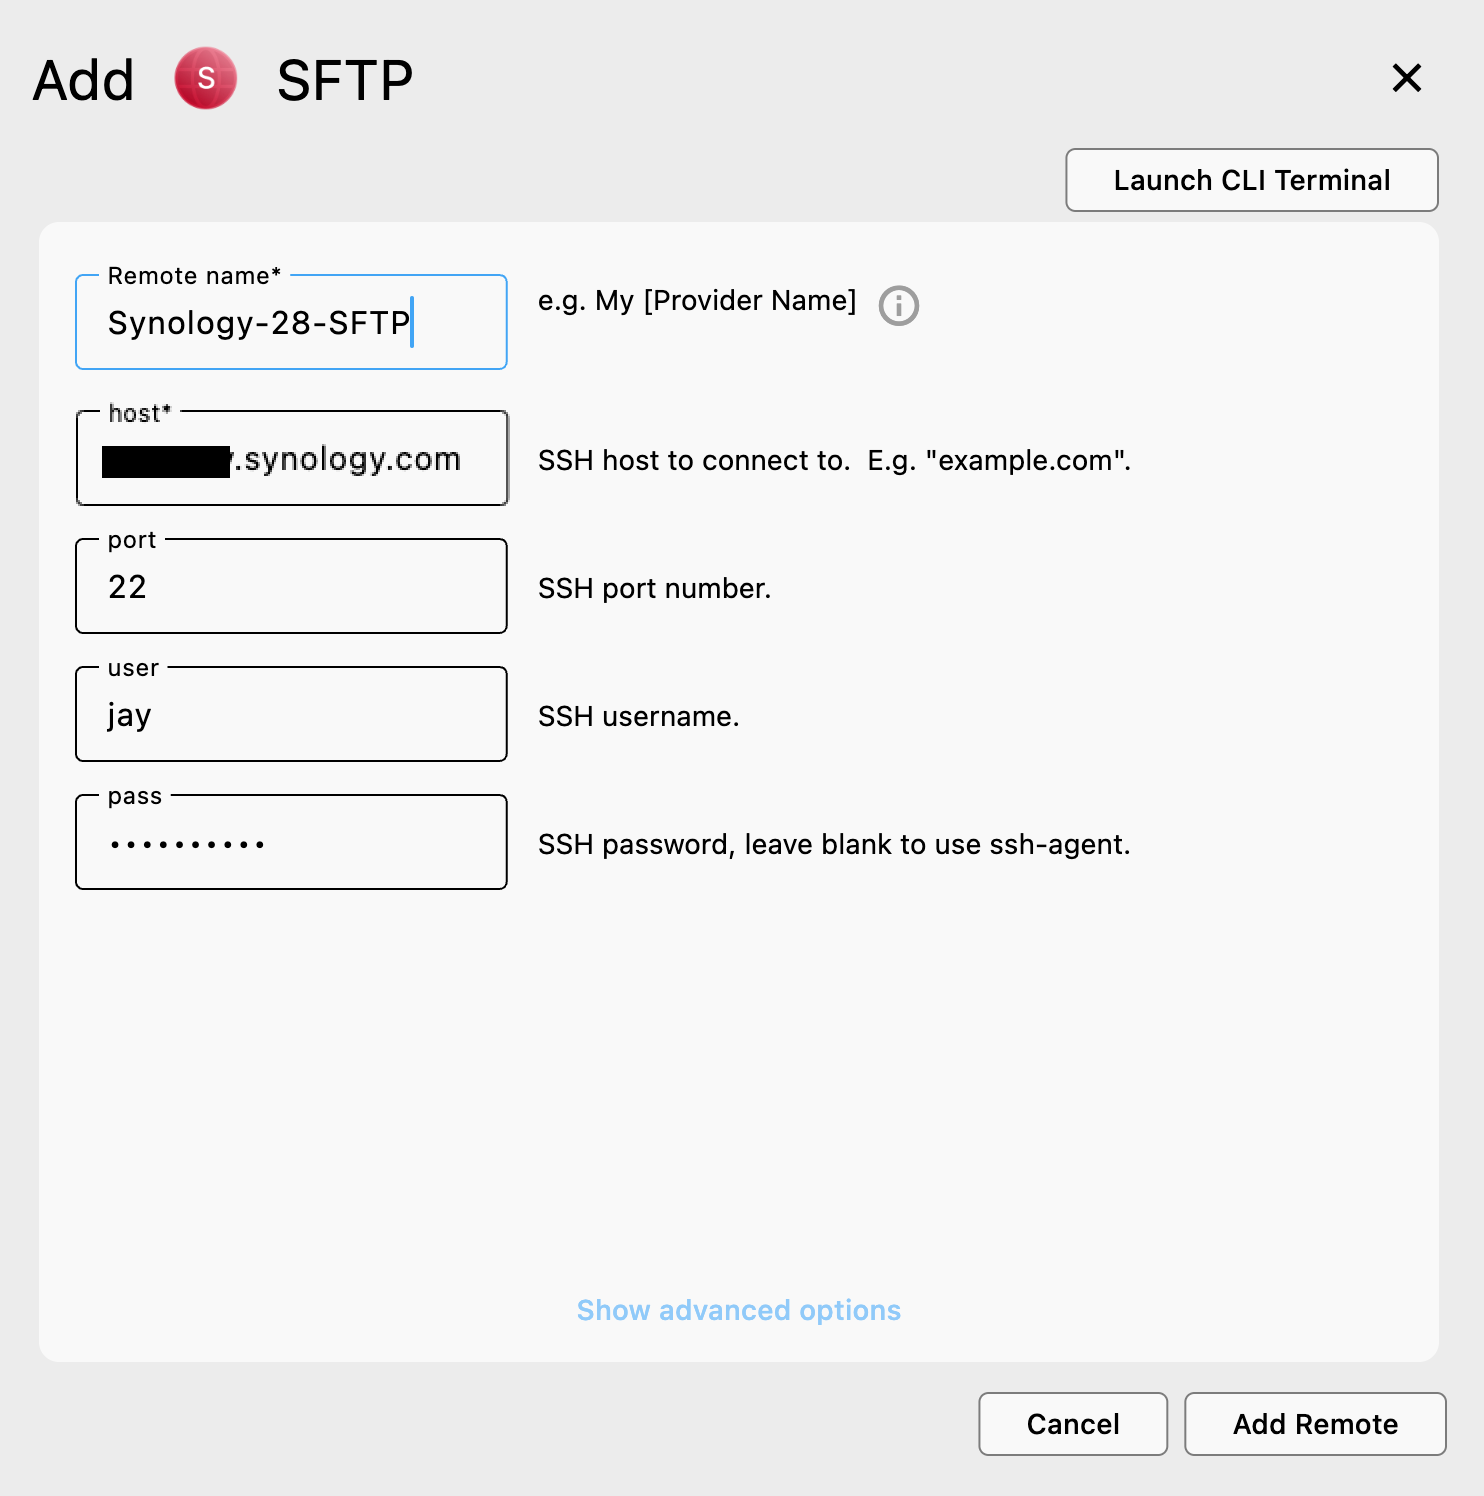 Add S SFTP
Launch CLI Terminal
Remote name*
Synology-28-SFTP
e.g. My [Provider Name]
host*
.synology.com
SSH host to connect to. E.g. "example.com".
port
22
SSH port number.
user
jay
SSH username.
pass
••••••••••
SSH password, leave blank to use ssh-agent.
Show advanced options
Cancel
Add Remote